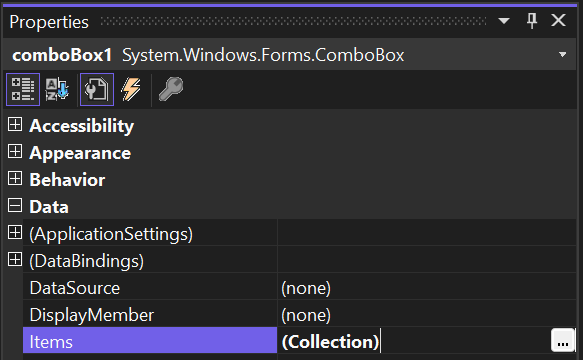 Properties
comboBox1 System.Windows.Forms.ComboBox
Accessibility
Appearance
Behavior
Data
(ApplicationSettings)
(DataBindings)
DataSource (none)
DisplayMember (none)
Items (Collection) ...